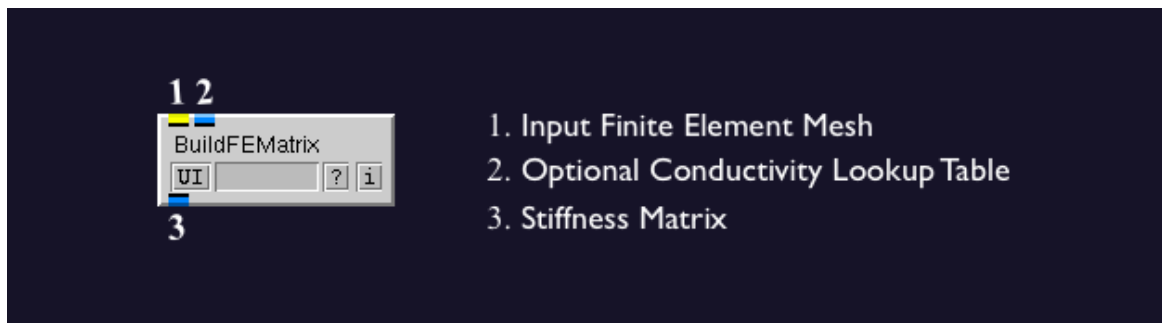 1 2
BuildFEMatrix
UI ? i
3
1. Input Finite Element Mesh
2. Optional Conductivity Lookup Table
3. Stiffness Matrix